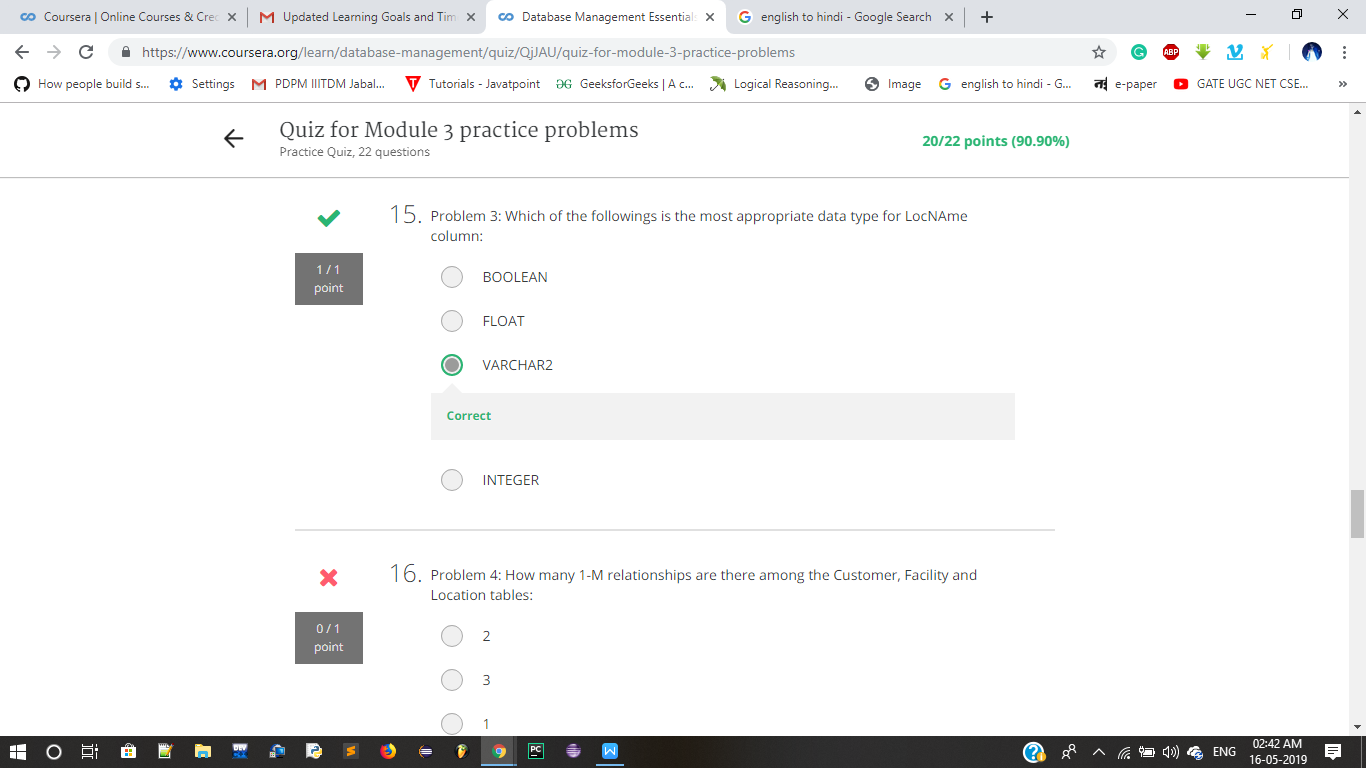 Coursera | Online Courses & Cre
Updated Learning Goals and Tim
Database Management Essentials
english to hindi - Google Search
https://www.coursera.org/learn/database-management/quiz/QjJAU/quiz-for-module-3-practice-problems
ABP
How people build s...
Settings
PDPM IIITDM Jabal...
Tutorials - Javatpoint
GeeksforGeeks | A c...
Logical Reasoning...
Image
english to hindi - G...
e-paper
GATE UGC NET CSE...
»
Quiz for Module 3 practice problems
Practice Quiz, 22 questions
20/22 points (90.90%)
15. Problem 3: Which of the followings is the most appropriate data type for LocNAme
column:
1 / 1
point
BOOLEAN
FLOAT
VARCHAR2
Correct
INTEGER
16. Problem 4: How many 1-M relationships are there among the Customer, Facility and
Location tables:
0 / 1
point
2
3
1
ENG
02:42 AM
16-05-2019